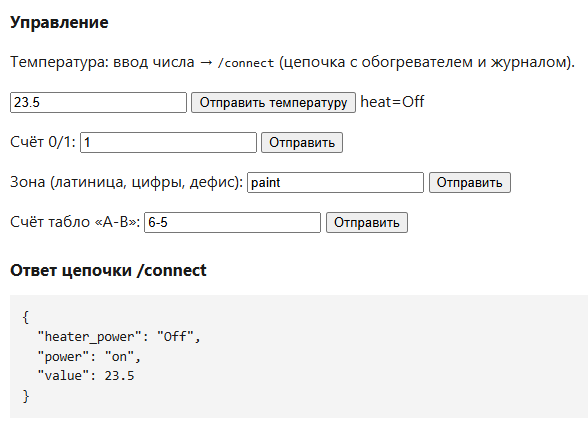 Управление
Температура: ввод числа → /connect (цепочка с обогревателем и журналом).
23.5 Отправить температуру heat=Off
Счёт 0/1: 1 Отправить
Зона (латиница, цифры, дефис): paint Отправить
Счёт табло «A-B»: 6-5 Отправить
Ответ цепочки /connect
{
  "heater_power": "Off",
  "power": "on",
  "value": 23.5
}